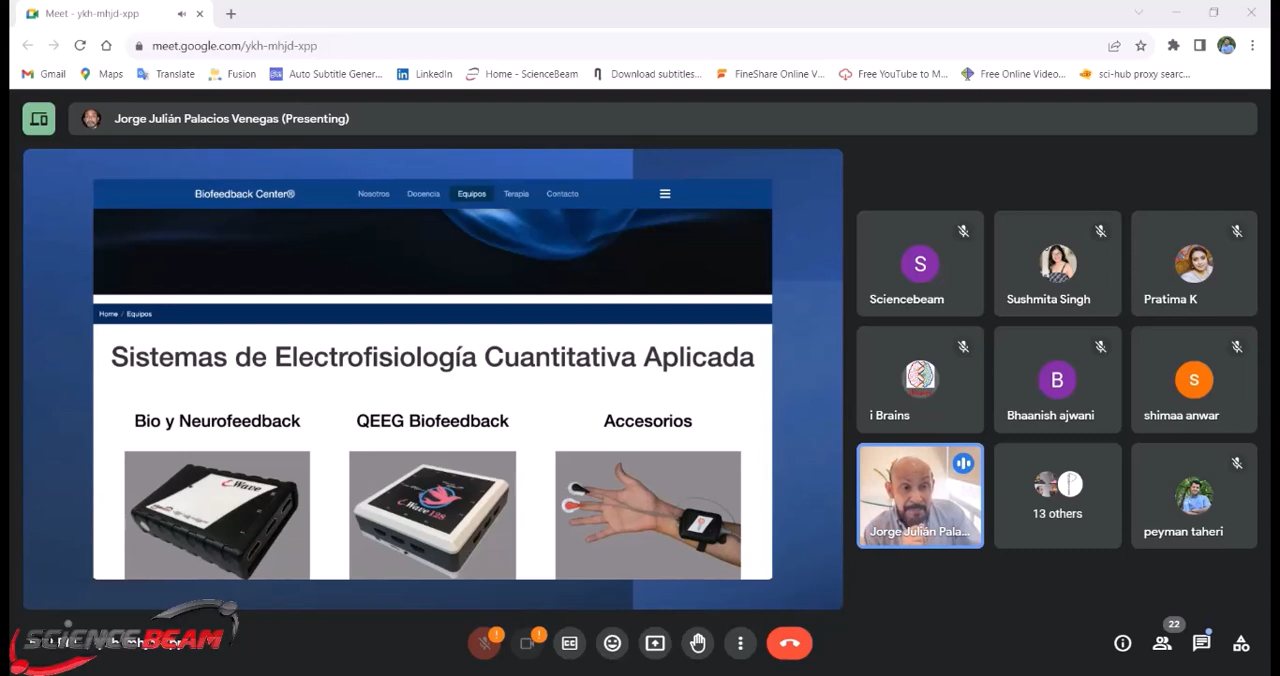 Meet - ykh-mhjd-xpp
meet.google.com/ykh-mhjd-xpp
Gmail
Maps
Translate
Fusion
Auto Subtitle Gener...
LinkedIn
Home - ScienceBeam
Download subtitles...
FineShare Online V...
Free YouTube to M...
Free Online Video...
sci-hub proxy searc...
Jorge Julián Palacios Venegas (Presenting)
Biofeedback Center®
Nosotros
Docencia
Equipos
Terapia
Contacto
Home / Equipos
Sistemas de Electrofisiología Cuantitativa Aplicada
Bio y Neurofeedback
QEEG Biofeedback
Accesorios
S
Sciencebeam
Sushmita Singh
Pratima K
i Brains
B
Bhaanish ajwani
s
shimaa anwar
Jorge Julián Pala...
P
13 others
peyman taheri
22
SCIENCEBEAM